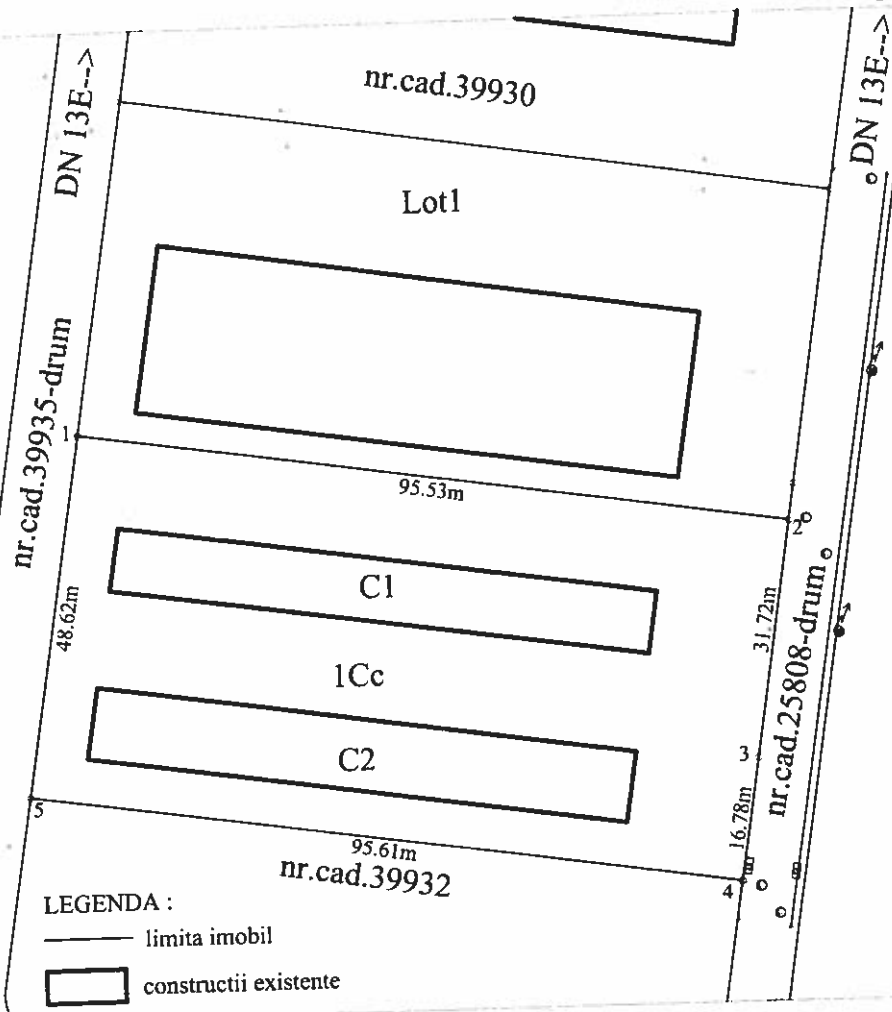 DN 13E-->
nr.cad.39930
DN 13E-->
Lot1
nr.cad.39935-drum
1
95.53m
2
C1
48.62m
31.72m
1Cc
nr.cad.25808-drum
C2
3
16.78m
5
95.61m
nr.cad.39932
4
LEGENDA :
limita imobil
constructii existente